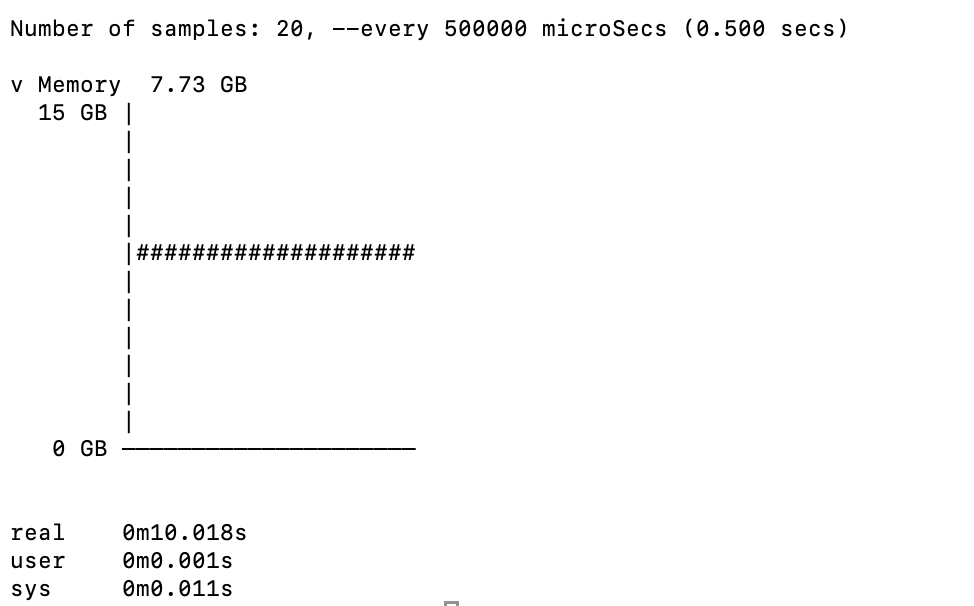 Number of samples: 20, --every 500000 microSecs (0.500 secs)
v Memory  7.73 GB
  15 GB |
        |
        |
        |
        |
        |####################
        |
        |
        |
        |
        |
        |
   0 GB —————————————————————
real    0m10.018s
user    0m0.001s
sys     0m0.011s